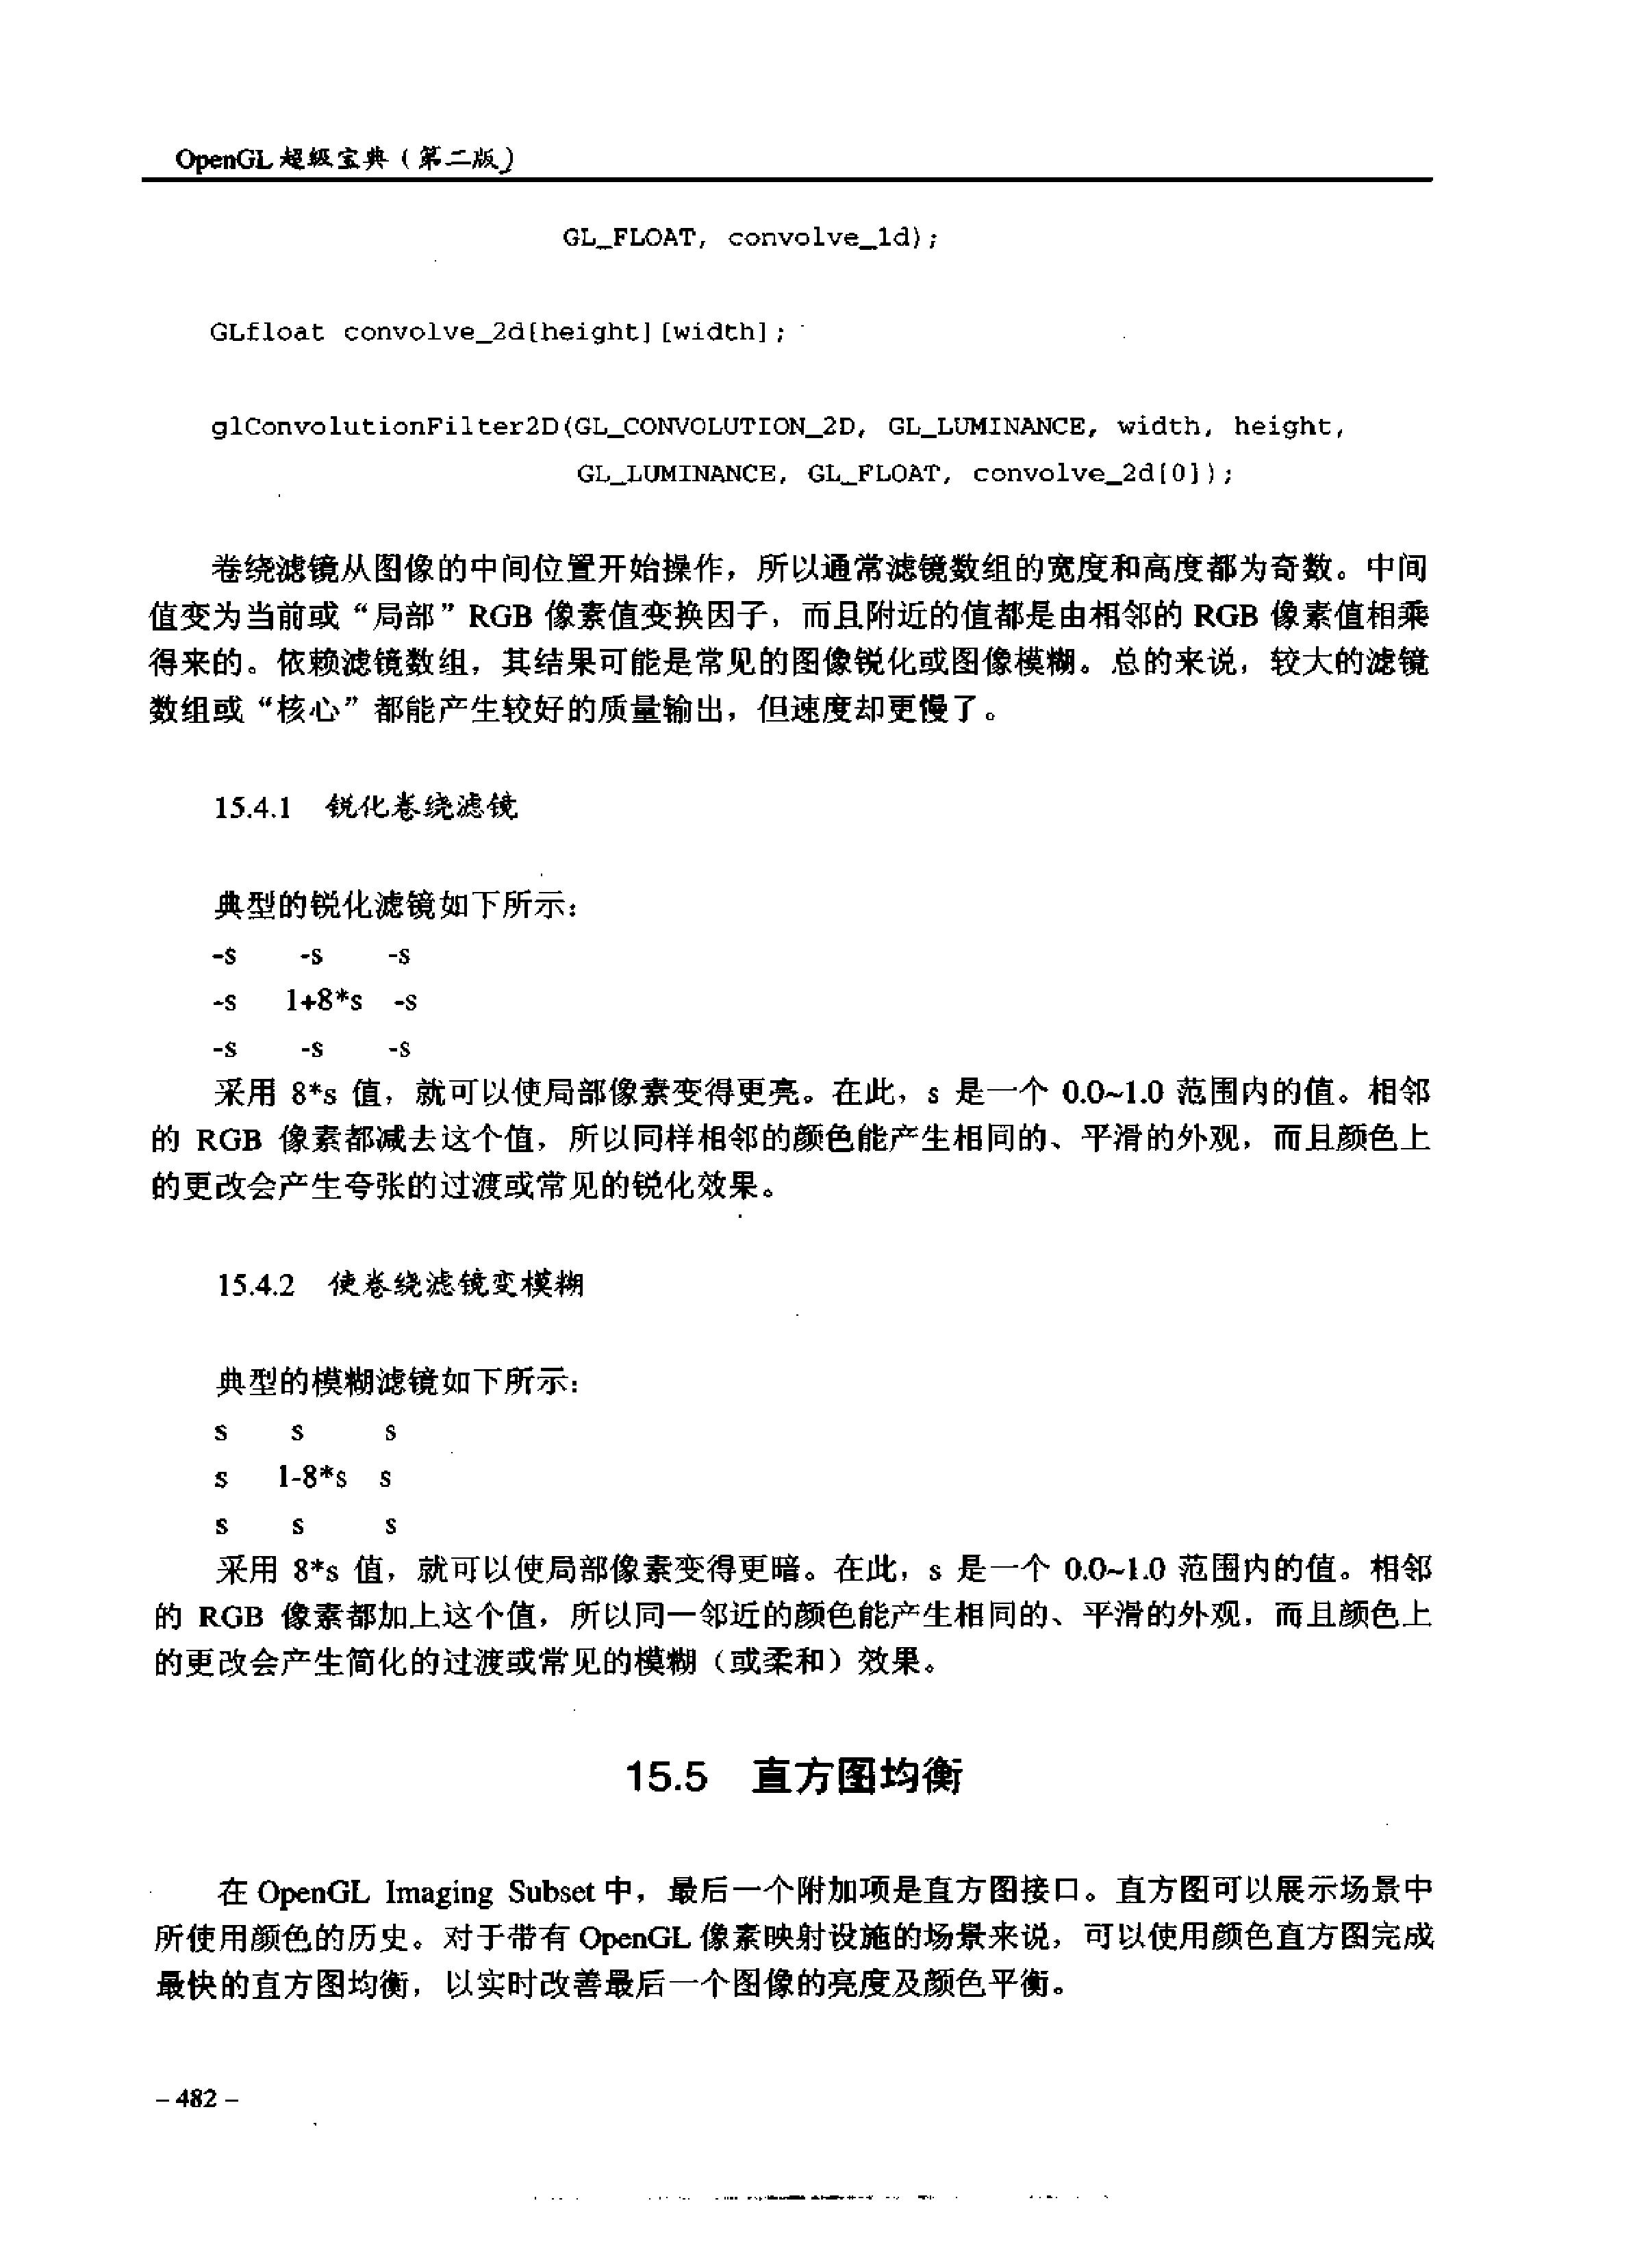 OpenGL 超级宝典（第二版）
GL_FLOAT, convolve_1d);
GLfloat convolve_2d[height][width];
glConvolutionFilter2D(GL_CONVOLUTION_2D, GL_LUMINANCE, width, height,
GL_LUMINANCE, GL_FLOAT, convolve_2d[0]);
卷绕滤镜从图像的中间位置开始操作，所以通常滤镜数组的宽度和高度都为奇数。中间
值变为当前或“局部”RGB 像素值变换因子，而且附近的值都是由相邻的 RGB 像素值相乘
得来的。依赖滤镜数组，其结果可能是常见的图像锐化或图像模糊。总的来说，较大的滤镜
数组或“核心”都能产生较好的质量输出，但速度却更慢了。
15.4.1 锐化卷绕滤镜
典型的锐化滤镜如下所示：
-s -s -s
-s 1+8*s -s
-s -s -s
采用 8*s 值，就可以使局部像素变得更亮。在此，s 是一个 0.0~1.0 范围内的值。相邻
的 RGB 像素都减去这个值，所以同样相邻的颜色能产生相同的、平滑的外观，而且颜色上
的更改会产生夸张的过渡或常见的锐化效果。
15.4.2 使卷绕滤镜变模糊
典型的模糊滤镜如下所示：
s s s
s 1-8*s s
s s s
采用 8*s 值，就可以使局部像素变得更暗。在此，s 是一个 0.0~1.0 范围内的值。相邻
的 RGB 像素都加上这个值，所以同一邻近的颜色能产生相同的、平滑的外观，而且颜色上
的更改会产生简化的过渡或常见的模糊（或柔和）效果。
15.5 直方图均衡
在 OpenGL Imaging Subset 中，最后一个附加项是直方图接口。直方图可以展示场景中
所使用颜色的历史。对于带有 OpenGL 像素映射设施的场景来说，可以使用颜色直方图完成
最快的直方图均衡，以实时改善最后一个图像的亮度及颜色平衡。
– 482 –